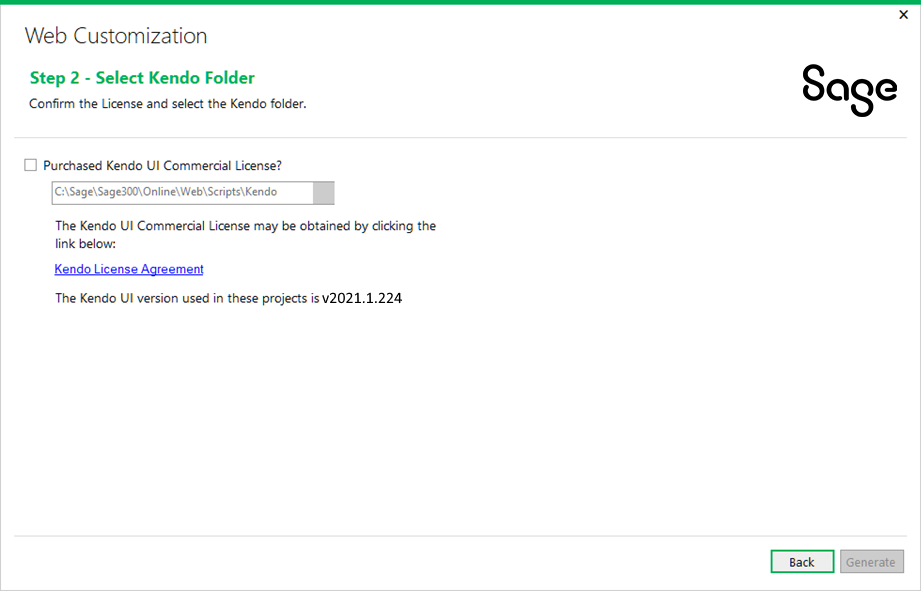 Web Customization
Step 2 - Select Kendo Folder
Confirm the License and select the Kendo folder.
Sage
Purchased Kendo UI Commercial License?
C:\Sage\Sage300\Online\Web\Scripts\Kendo
The Kendo UI Commercial License may be obtained by clicking the
link below:
Kendo License Agreement
The Kendo UI version used in these projects is v2021.1.224
Back
Generate